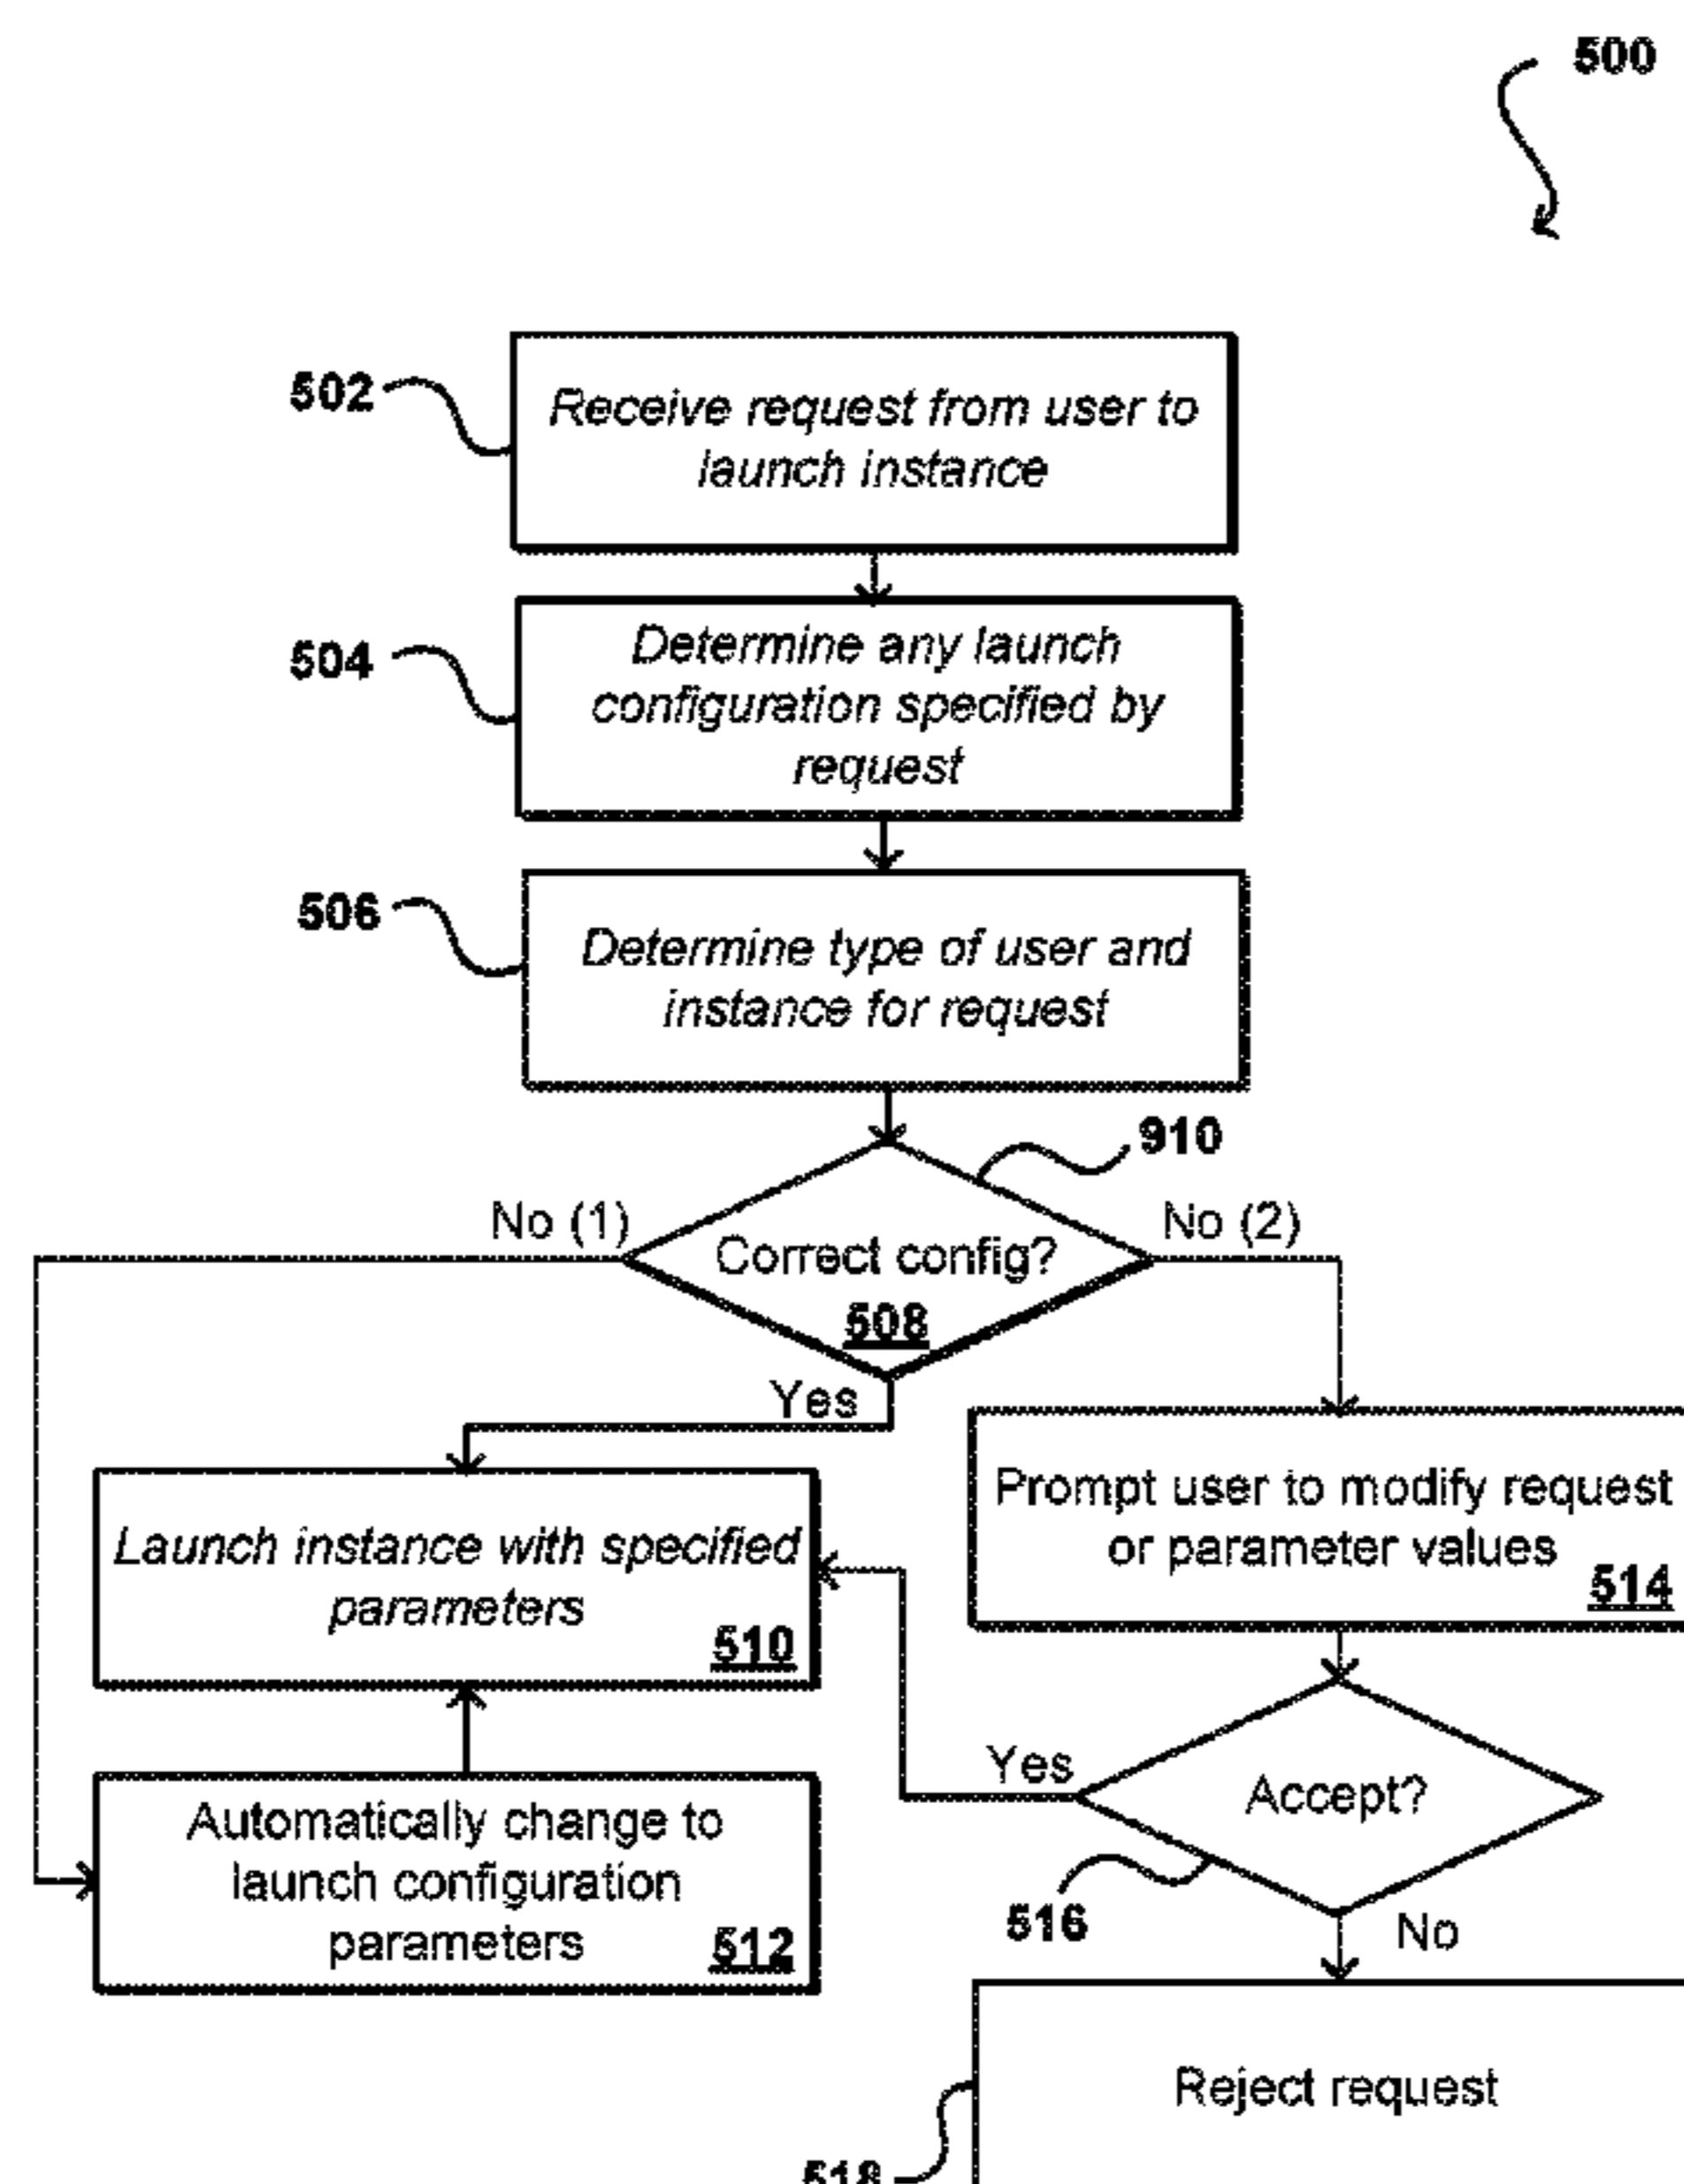 500
502
Receive request from user to
launch instance
504
Determine any launch
configuration specified by
request
506
Determine type of user and
instance for request
910
No (1)
Correct config?
508
No (2)
Yes
Launch instance with specified
parameters
510
Prompt user to modify request
or parameter values
514
Yes
Accept?
516
No
Automatically change to
launch configuration
parameters
512
Reject request
518